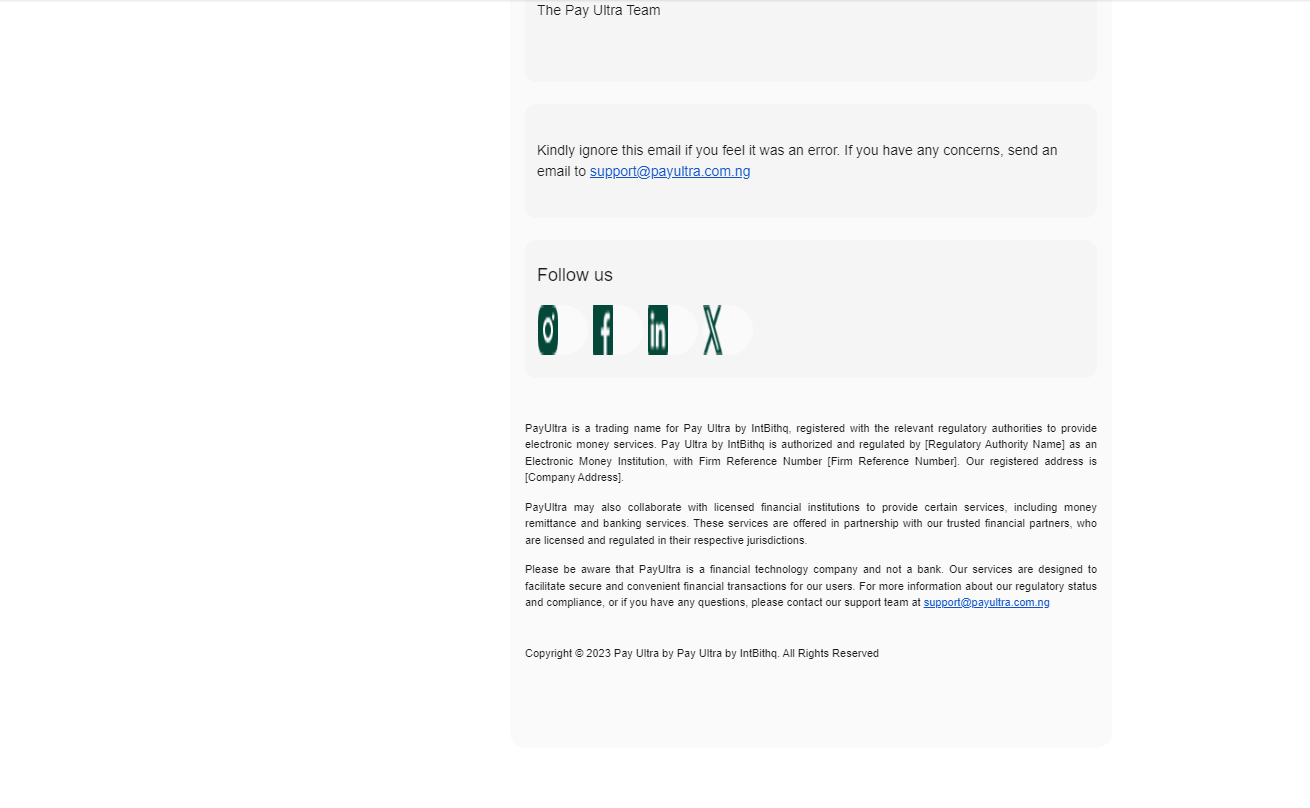 The Pay Ultra Team
Kindly ignore this email if you feel it was an error. If you have any concerns, send an
email to support@payultra.com.ng
Follow us
PayUltra is a trading name for Pay Ultra by IntBithq, registered with the relevant regulatory authorities to provide
electronic money services. Pay Ultra by IntBithq is authorized and regulated by [Regulatory Authority Name] as an
Electronic Money Institution, with Firm Reference Number [Firm Reference Number]. Our registered address is
[Company Address].
PayUltra may also collaborate with licensed financial institutions to provide certain services, including money
remittance and banking services. These services are offered in partnership with our trusted financial partners, who
are licensed and regulated in their respective jurisdictions.
Please be aware that PayUltra is a financial technology company and not a bank. Our services are designed to
facilitate secure and convenient financial transactions for our users. For more information about our regulatory status
and compliance, or if you have any questions, please contact our support team at support@payultra.com.ng
Copyright © 2023 Pay Ultra by Pay Ultra by IntBithq. All Rights Reserved